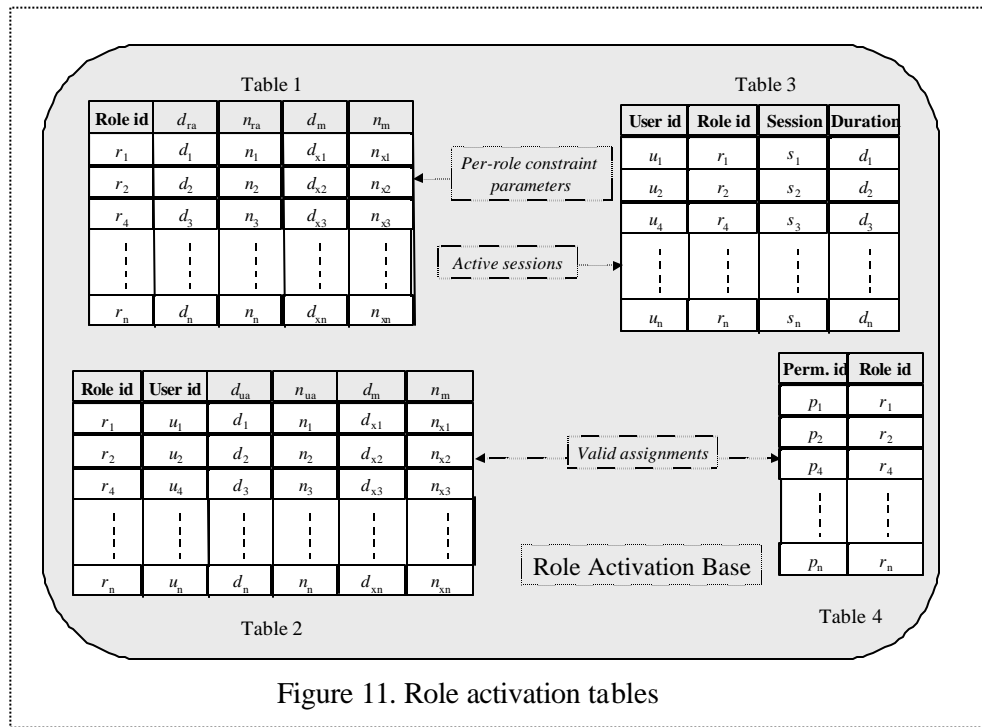 Table 1
Role id d_ra n_ra d_m n_m
r_1 d_1 n_1 d_x1 n_x1
r_2 d_2 n_2 d_x2 n_x2
r_4 d_3 n_3 d_x3 n_x3
r_n d_n n_n d_xn n_xn
Per-role constraint
parameters
Active sessions
Table 3
User id Role id Session Duration
u_1 r_1 s_1 d_1
u_2 r_2 s_2 d_2
u_4 r_4 s_3 d_3
u_n r_n s_n d_n
Role id User id d_ua n_ua d_m n_m
r_1 u_1 d_1 n_1 d_x1 n_x1
r_2 u_2 d_2 n_2 d_x2 n_x2
r_4 u_4 d_3 n_3 d_x3 n_x3
r_n u_n d_n n_n d_xn n_xn
Table 2
Valid assignments
Role Activation Base
Perm. id Role id
p_1 r_1
p_2 r_2
p_4 r_4
p_n r_n
Table 4
Figure 11. Role activation tables